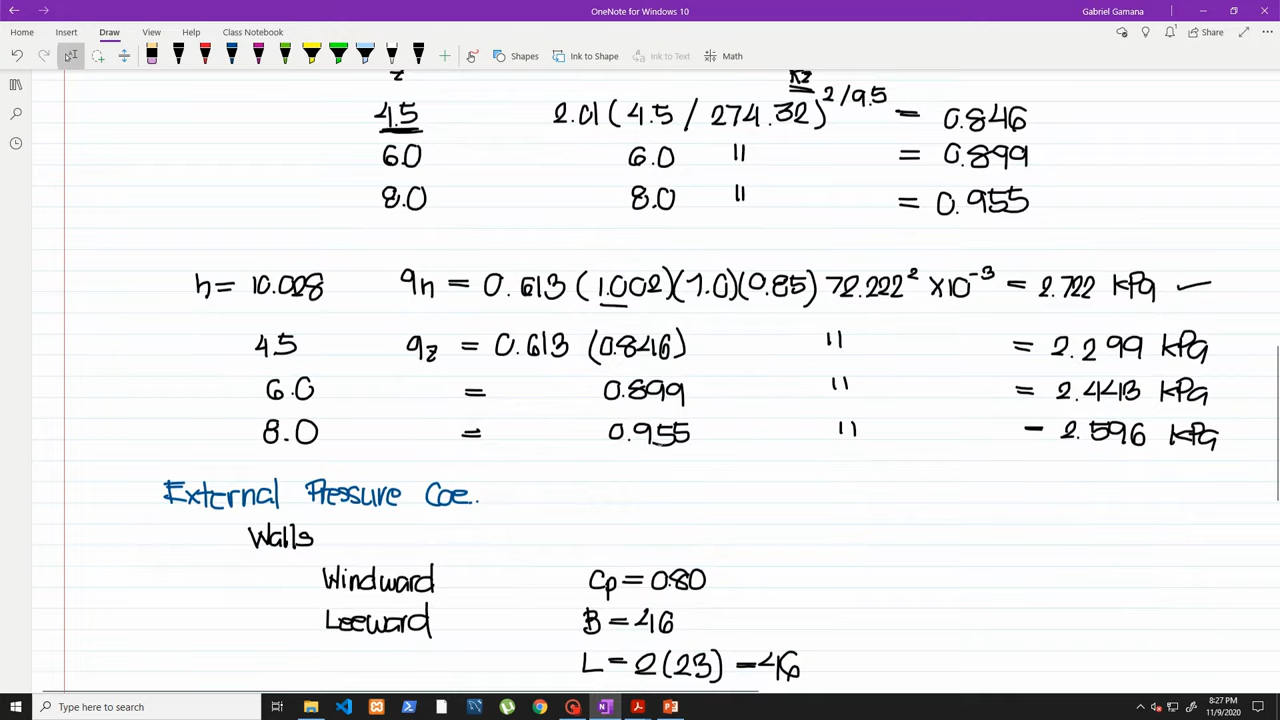 OneNote for Windows 10
Gabriel Gamana
Home Insert Draw View Help Class Notebook
Share
Shapes Ink to Shape Ink to Text Math
z Kz
4.5 2.01 (4.5 / 274.32)^2/9.5 = 0.846
6.0 6.0 " = 0.899
8.0 8.0 " = 0.955
h = 10.028 qh = 0.613 (1.002)(1.0)(0.85) 72.222² x10⁻³ = 2.722 kPa
4.5 qz = 0.613 (0.846) " = 2.299 kPa
6.0 = 0.899 " = 2.443 kPa
8.0 = 0.955 " - 2.596 kPa
External Pressure Coe..
Walls
Windward Cp = 0.80
Leeward B = 46
L = 2(23) = 46
Type here to search
8:27 PM
11/9/2020